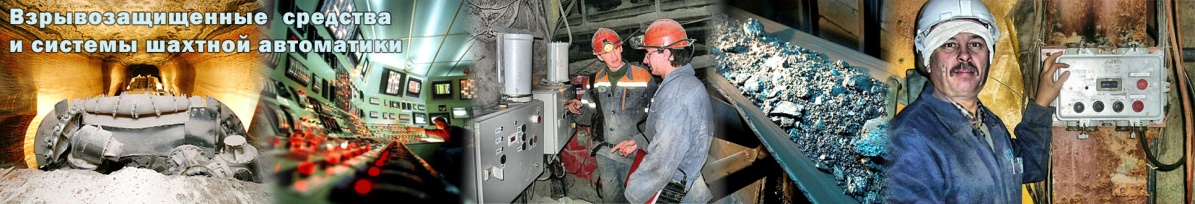 Взрывозащищенные средства
и системы шахтной автоматики